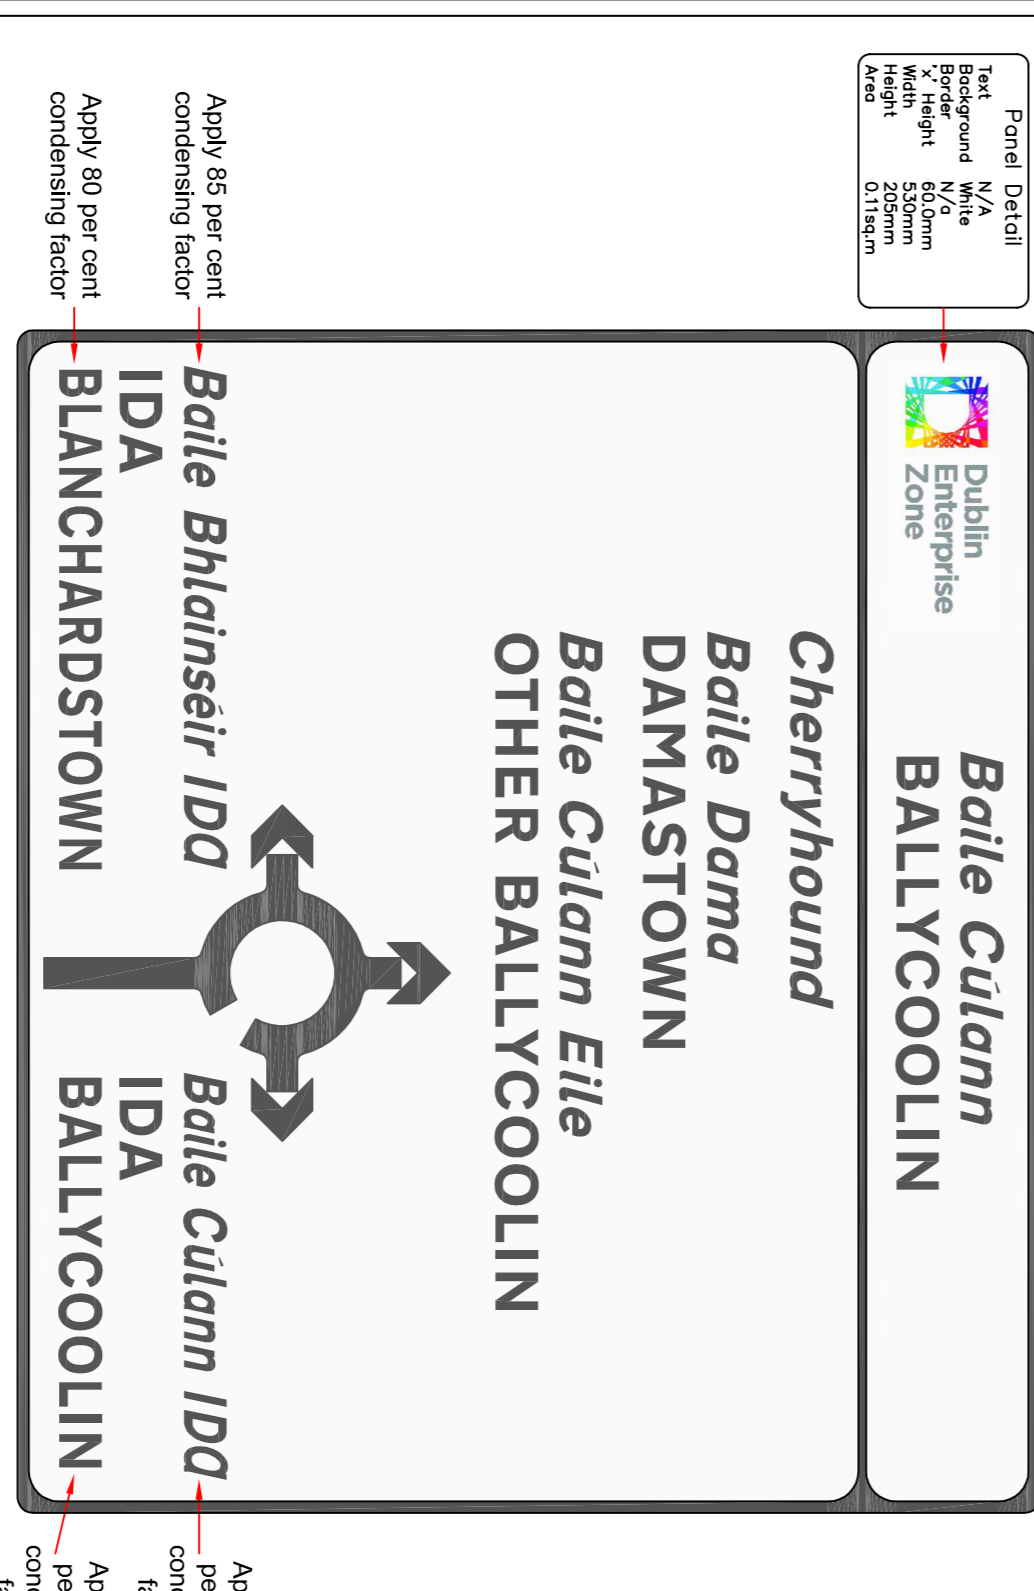 Panel Detail
Text N/A
Background White
Border N/a
'x' Height 60.0mm
Width 530mm
Height 205mm
Area 0.11sq.m
Dublin
Enterprise
Zone
Baile Cúlann
BALLYCOOLIN
Cherryhound
Baile Dama
DAMASTOWN
Baile Cúlann Eile
OTHER BALLYCOOLIN
Apply 85 per cent
condensing factor
Baile Bhlainséir IDA
IDA
BLANCHARDSTOWN
Apply 80 per cent
condensing factor
Baile Cúlann IDA
IDA
BALLYCOOLIN